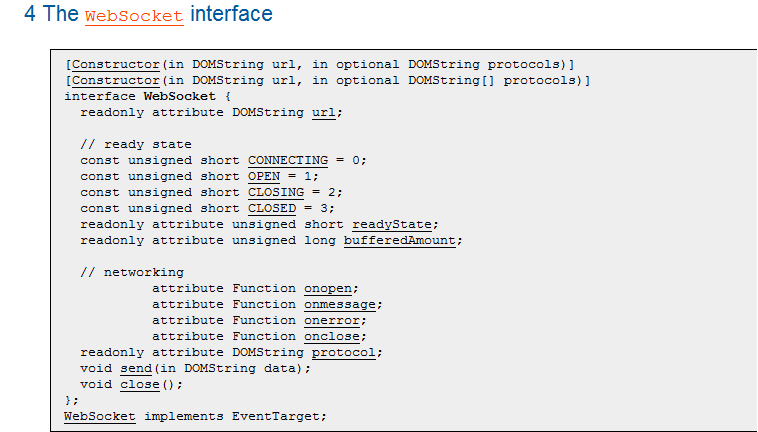 4 The WebSocket interface
[Constructor(in DOMString url, in optional DOMString protocols)]
[Constructor(in DOMString url, in optional DOMString[] protocols)]
interface WebSocket {
  readonly attribute DOMString url;

  // ready state
  const unsigned short CONNECTING = 0;
  const unsigned short OPEN = 1;
  const unsigned short CLOSING = 2;
  const unsigned short CLOSED = 3;
  readonly attribute unsigned short readyState;
  readonly attribute unsigned long bufferedAmount;

  // networking
           attribute Function onopen;
           attribute Function onmessage;
           attribute Function onerror;
           attribute Function onclose;
  readonly attribute DOMString protocol;
  void send(in DOMString data);
  void close();
};
WebSocket implements EventTarget;